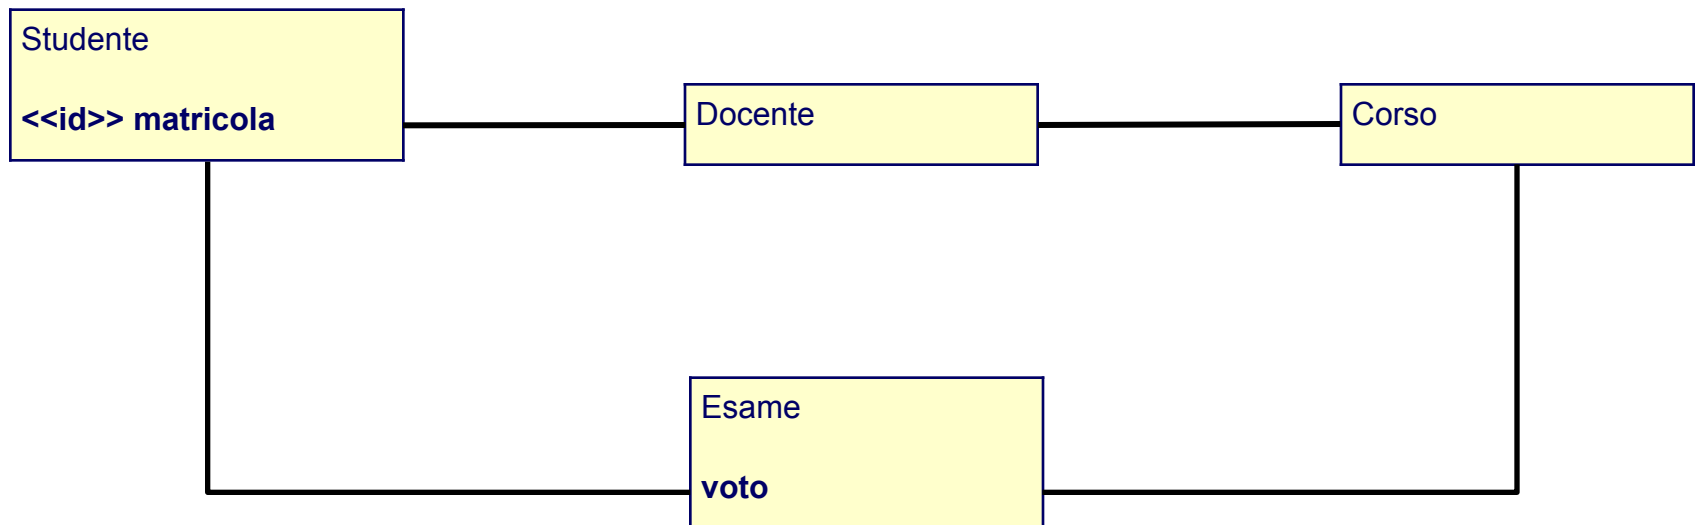 Studente
<<id>> matricola
Docente
Corso
Esame
voto